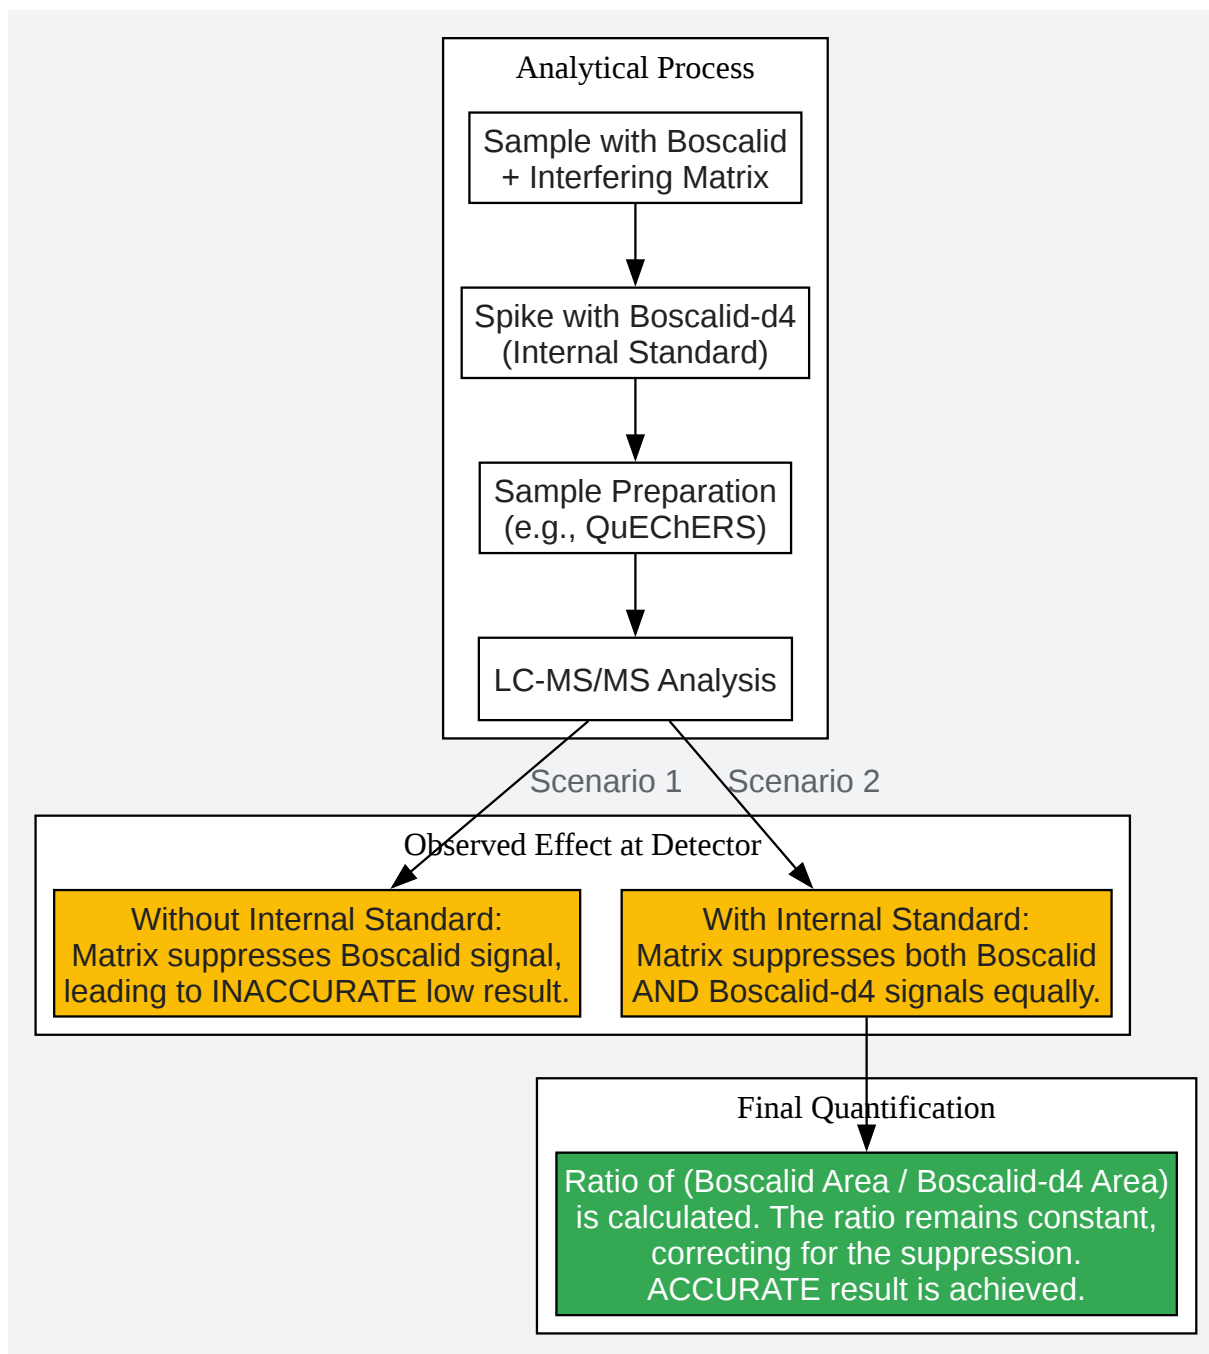 Analytical Process
Sample with Boscalid
+ Interfering Matrix
Spike with Boscalid-d4
(Internal Standard)
Sample Preparation
(e.g., QuEChERS)
LC-MS/MS Analysis
Scenario 1
Scenario 2
Observed Effect at Detector
Without Internal Standard:
Matrix suppresses Boscalid signal,
leading to INACCURATE low result.
With Internal Standard:
Matrix suppresses both Boscalid
AND Boscalid-d4 signals equally.
Final Quantification
Ratio of (Boscalid Area / Boscalid-d4 Area)
is calculated. The ratio remains constant,
correcting for the suppression.
ACCURATE result is achieved.